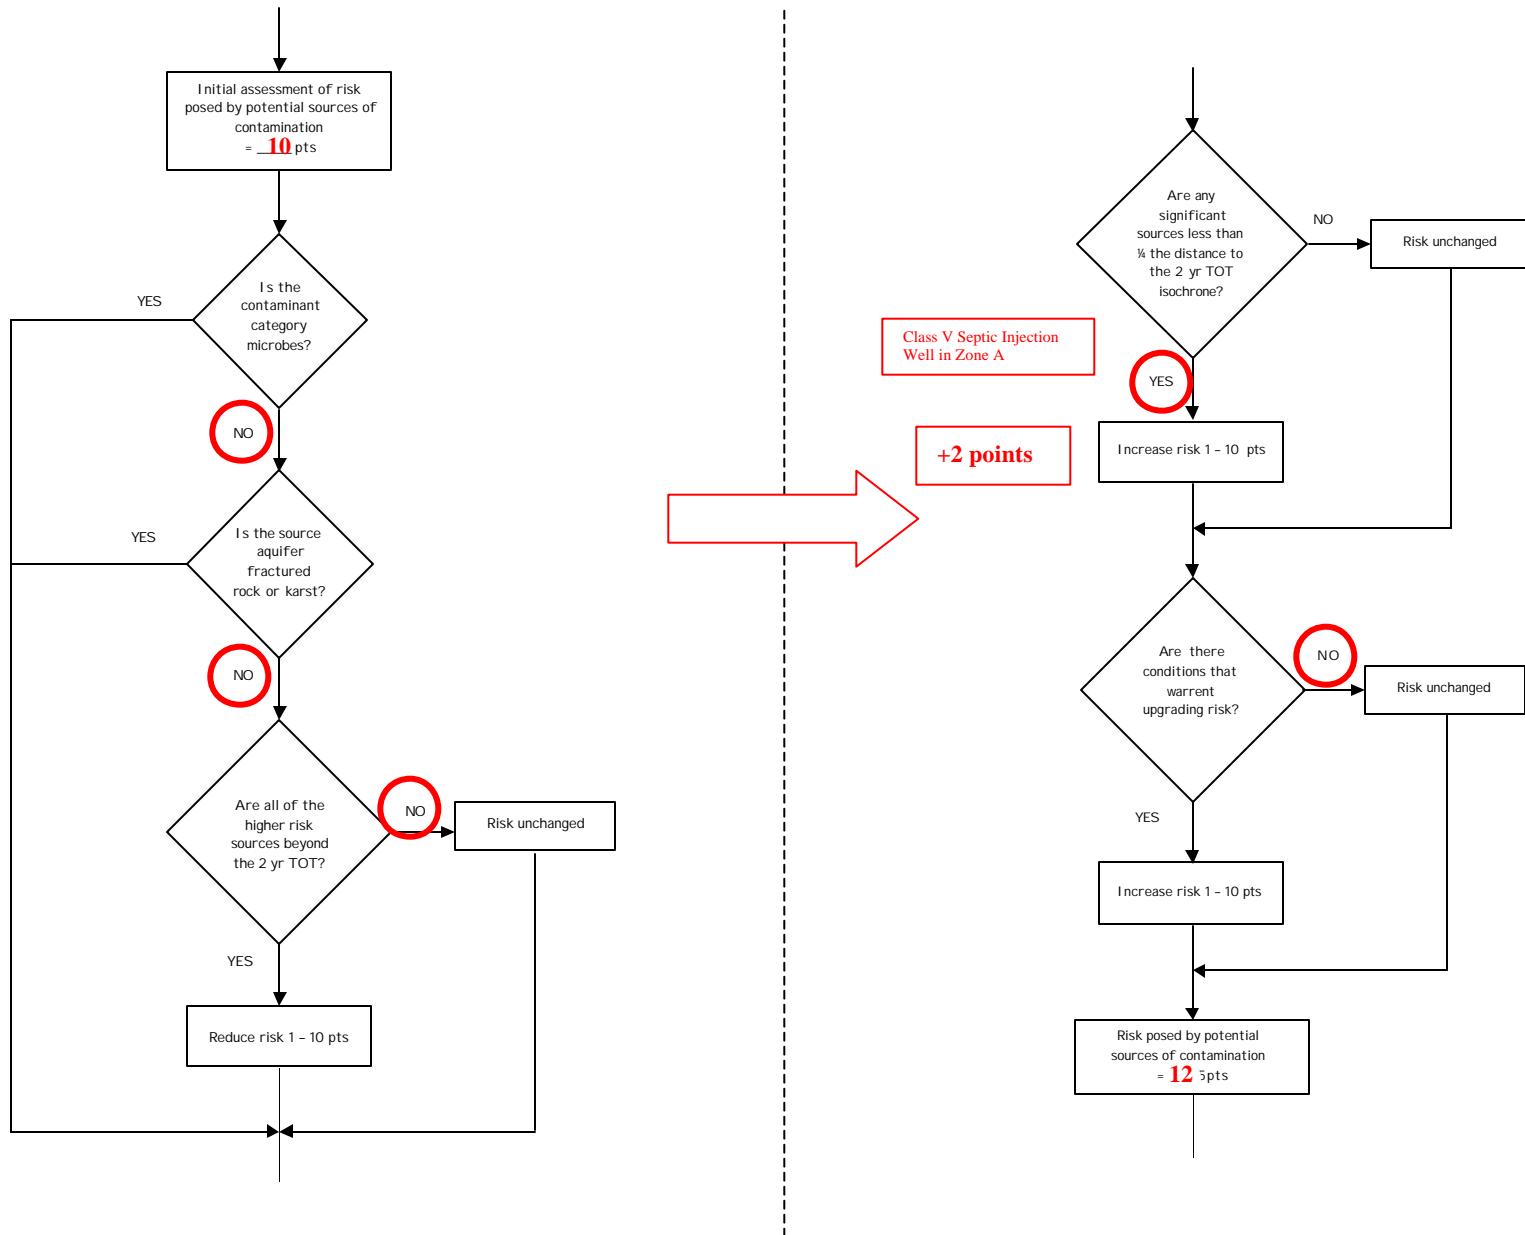 Initial assessment of risk
posed by potential sources of
contamination
= 10 pts
Is the
contaminant
category
microbes?
YES
NO
Is the source
aquifer
fractured
rock or karst?
YES
NO
Are all of the
higher risk
sources beyond
the 2 yr TOT?
NO
Risk unchanged
YES
Reduce risk 1 – 10 pts
Are any
significant
sources less than
¼ the distance to
the 2 yr TOT
isochrone?
NO
Risk unchanged
Class V Septic Injection
Well in Zone A
YES
+2 points
Increase risk 1 – 10 pts
Are there
conditions that
warrent
upgrading risk?
NO
Risk unchanged
YES
Increase risk 1 – 10 pts
Risk posed by potential
sources of contamination
= 12 pts